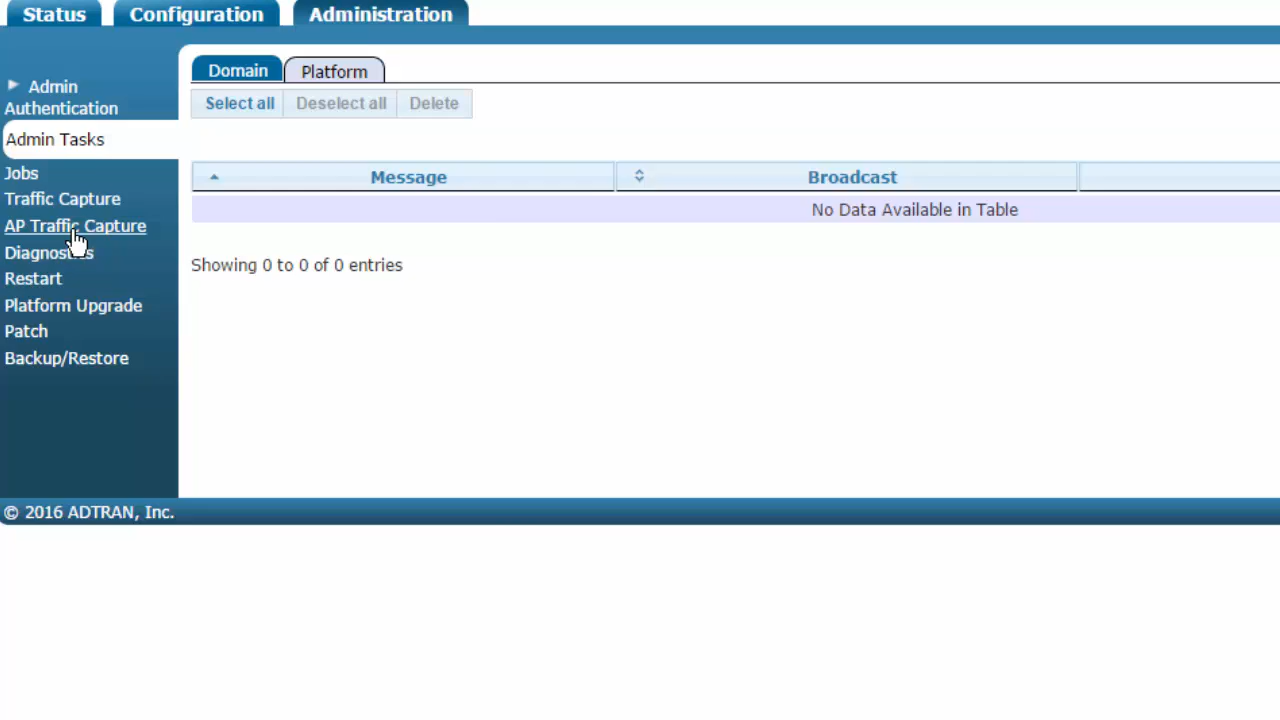 Status Configuration Administration
Domain Platform
Admin
Authentication
Select all Deselect all Delete
Admin Tasks
Jobs
Message Broadcast
Traffic Capture
No Data Available in Table
AP Traffic Capture
Diagnostics
Showing 0 to 0 of 0 entries
Restart
Platform Upgrade
Patch
Backup/Restore
© 2016 ADTRAN, Inc.